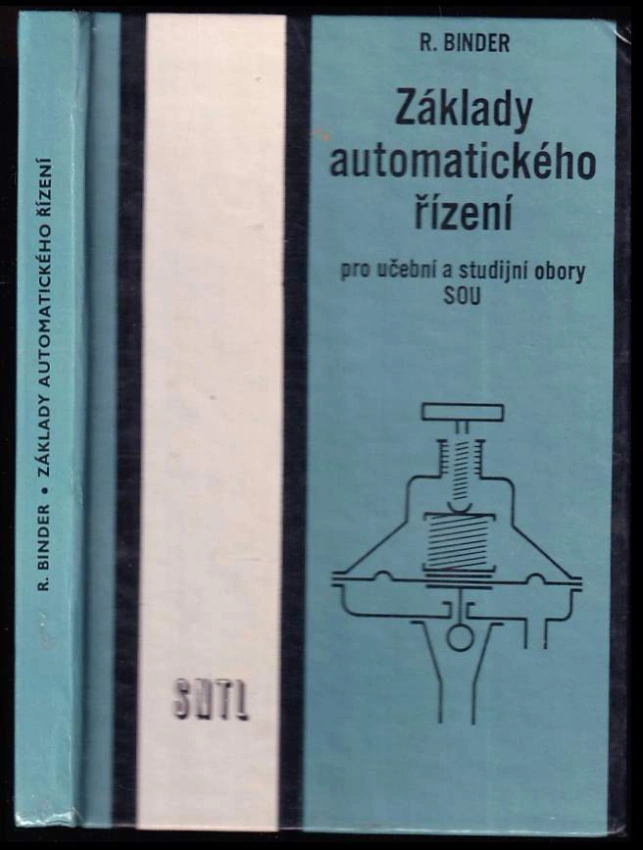 R. BINDER • ZÁKLADY AUTOMATICKÉHO ŘÍZENÍ
SNTL
R. BINDER
Základy
automatického
řízení
pro učební a studijní obory
SOU